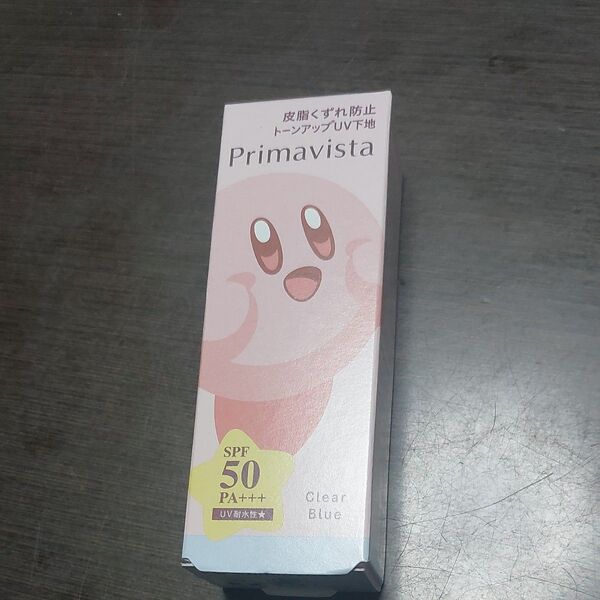 皮脂くずれ防止
トーンアップUV下地
Primavista
SPF
50
PA+++
UV耐水性★
Clear
Blue